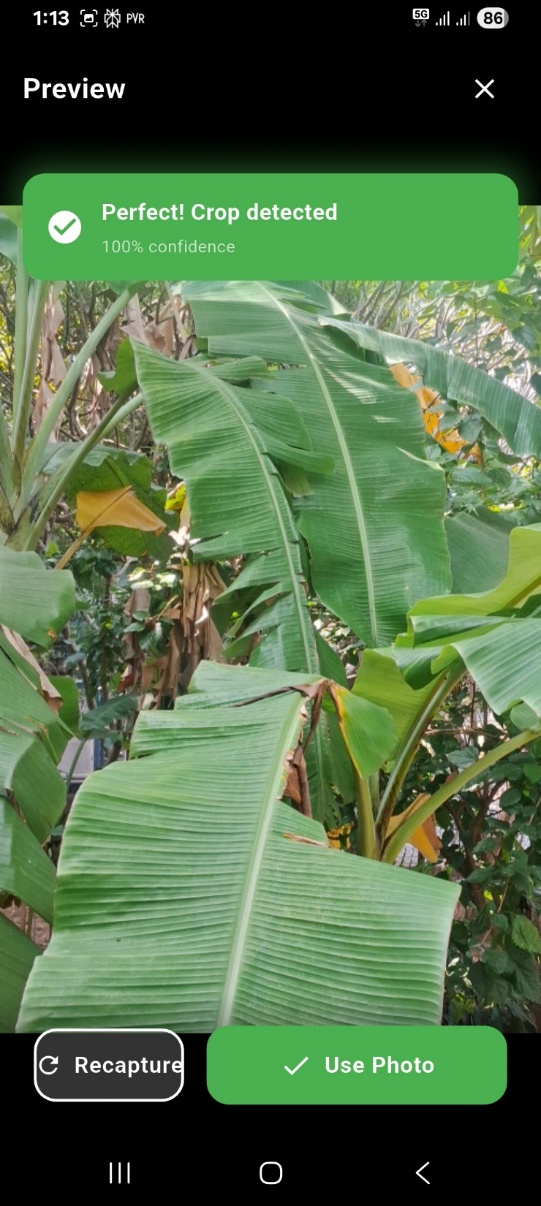 1:13 PVR 5G 86
Preview
Perfect! Crop detected
100% confidence
Recapture
Use Photo